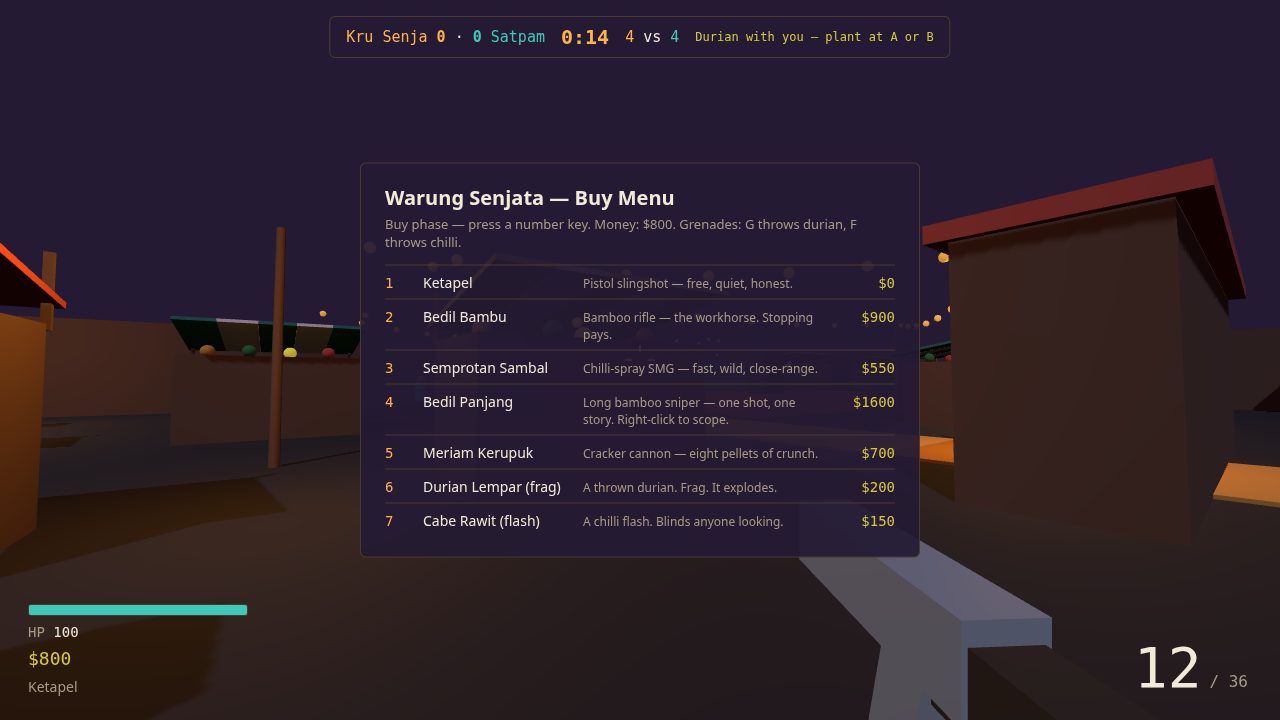 Kru Senja 0 · 0 Satpam 0:14 4 vs 4 Durian with you — plant at A or B
Warung Senjata — Buy Menu
Buy phase — press a number key. Money: $800. Grenades: G throws durian, F
throws chilli.
1 Ketapel Pistol slingshot — free, quiet, honest. $0
2 Bedil Bambu Bamboo rifle — the workhorse. Stopping $900
pays.
3 Semprotan Sambal Chilli-spray SMG — fast, wild, close-range. $550
4 Bedil Panjang Long bamboo sniper — one shot, one $1600
story. Right-click to scope.
5 Meriam Kerupuk Cracker cannon — eight pellets of crunch. $700
6 Durian Lempar (frag) A thrown durian. Frag. It explodes. $200
7 Cabe Rawit (flash) A chilli flash. Blinds anyone looking. $150
HP 100
$800
Ketapel
12 / 36